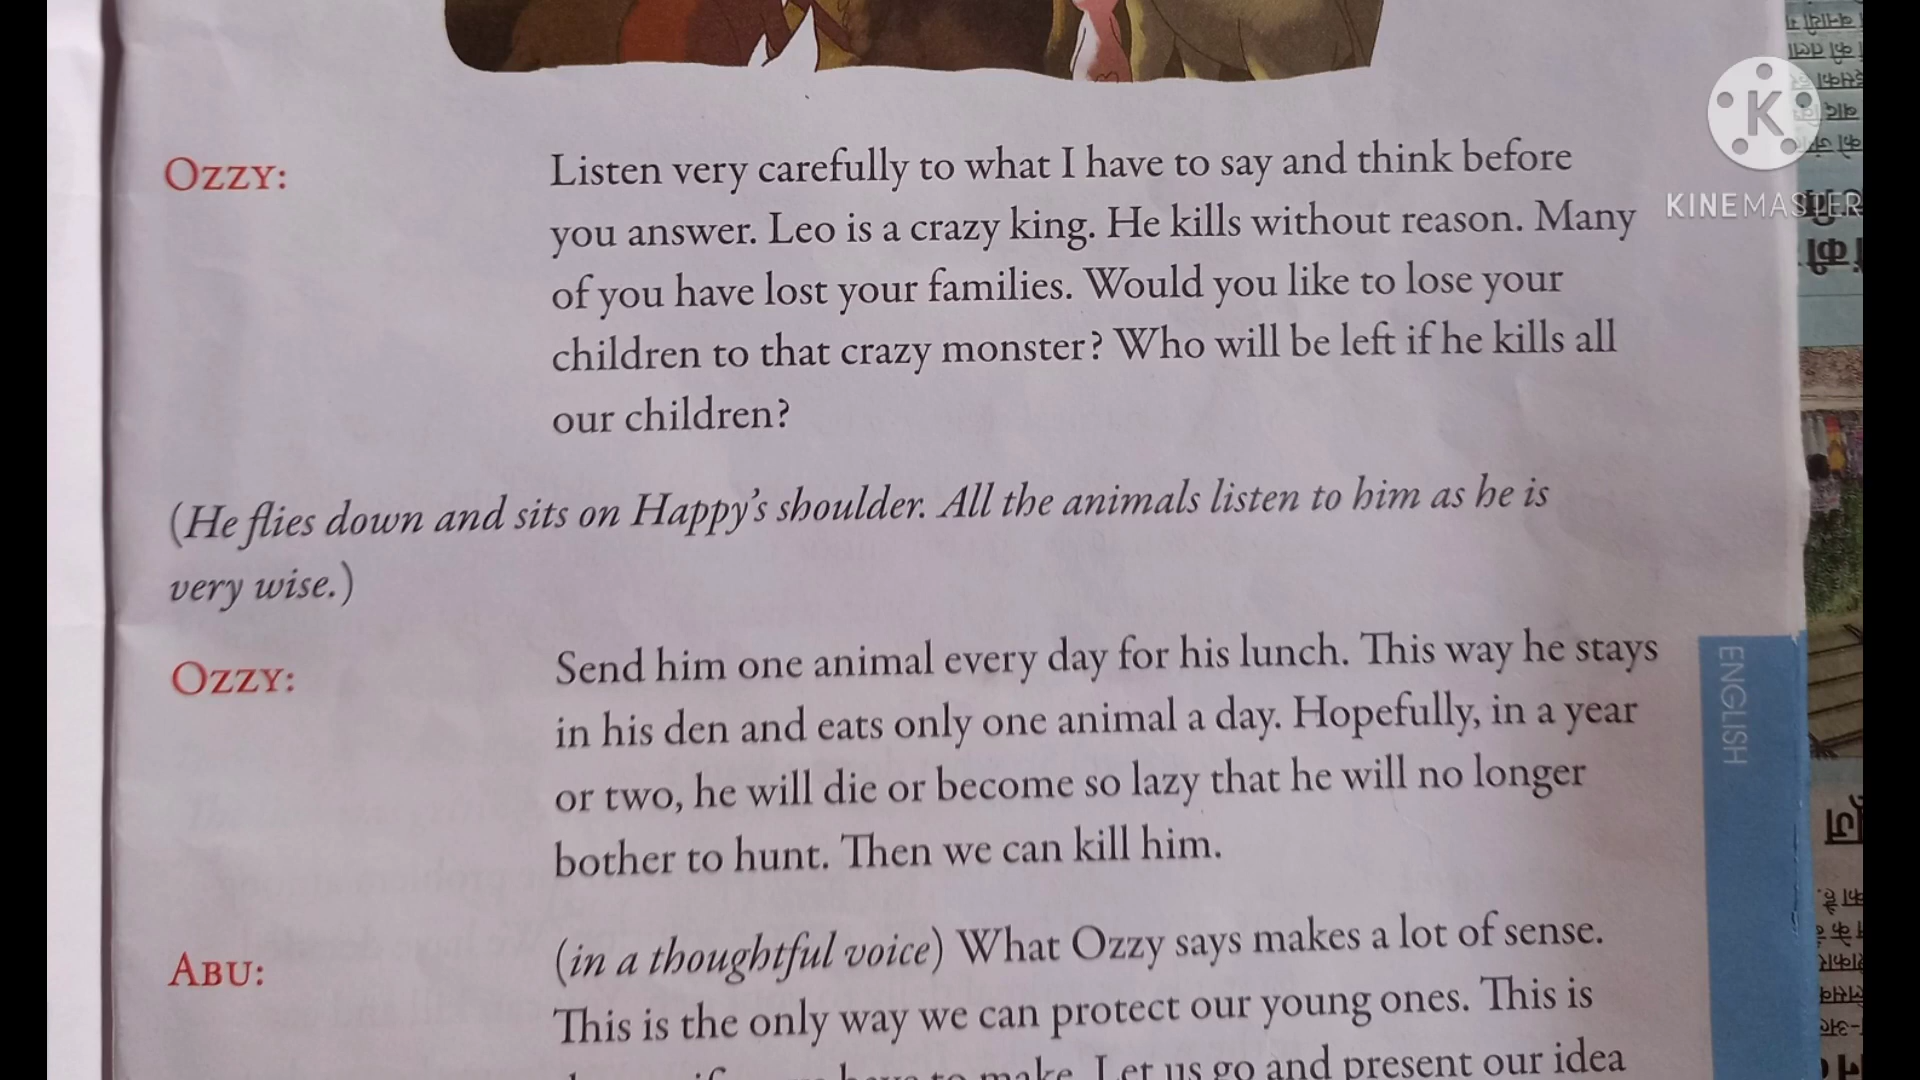 OZZY:
Listen very carefully to what I have to say and think before
you answer. Leo is a crazy king. He kills without reason. Many
of you have lost your families. Would you like to lose your
children to that crazy monster? Who will be left if he kills all
our children?
(He flies down and sits on Happy's shoulder. All the animals listen to him as he is
very wise.)
OZZY:
Send him one animal every day for his lunch. This way he stays
in his den and eats only one animal a day. Hopefully, in a year
or two, he will die or become so lazy that he will no longer
bother to hunt. Then we can kill him.
ABU:
(in a thoughtful voice) What Ozzy says makes a lot of sense.
This is the only way we can protect our young ones. This is
to make. Let us go and present our idea
ENGLISH
K
KINEMASTER